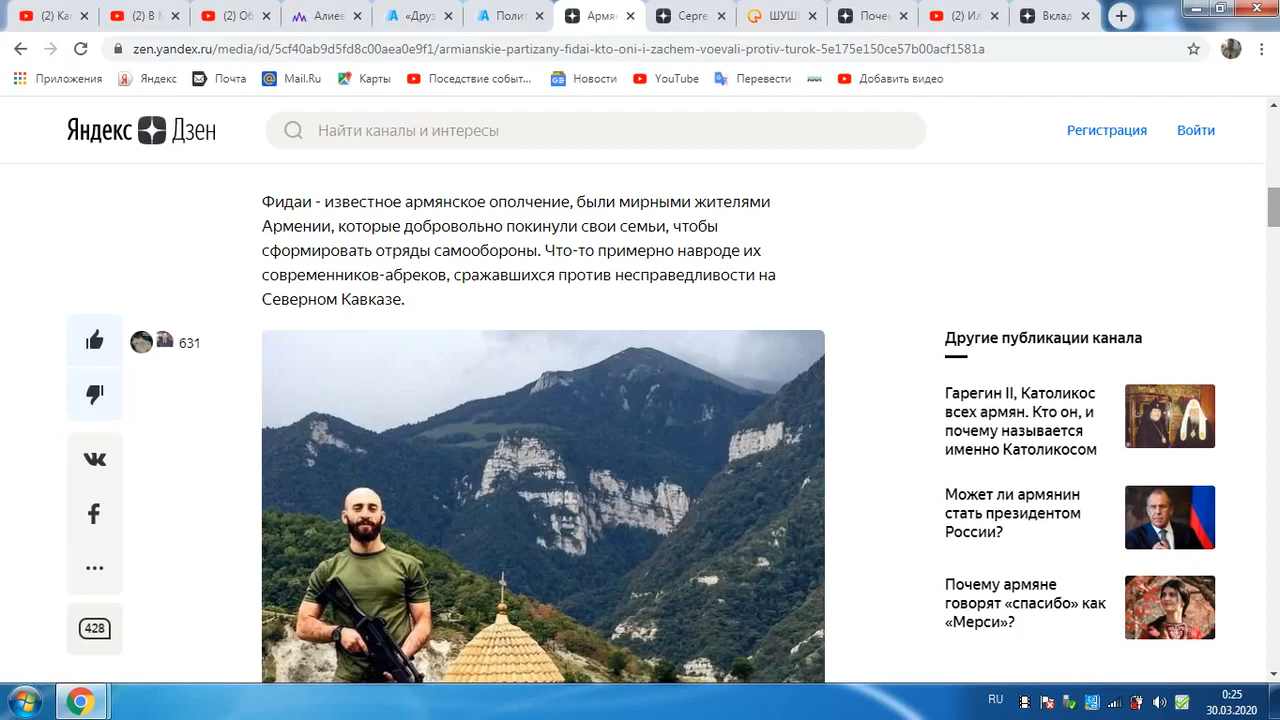 (2) Ка
(2) В М
(2) Об
Алиев
«Друз
Поля
Армя
Серге
ШУШ
Поче
(2) Ил
Вклад
zen.yandex.ru/media/id/5cf40ab9d5fd8c00aea0e9f1/armianskie-partizany-fidai-kto-oni-i-zachem-voevali-protiv-turok-5e175e150ce57b00acf1581a
Приложения
Яндекс
Почта
Mail.Ru
Карты
Поседствие событ...
Новости
YouTube
Перевести
Добавить видео
Яндекс Дзен
Найти каналы и интересы
Регистрация
Войти
Фидаи - известное армянское ополчение, были мирными жителями
Армении, которые добровольно покинули свои семьи, чтобы
сформировать отряды самообороны. Что-то примерно навроде их
современников-абреков, сражавшихся против несправедливости на
Северном Кавказе.
631
428
Другие публикации канала
Гарегин II, Католикос
всех армян. Кто он, и
почему называется
именно Католикосом
Может ли армянин
стать президентом
России?
Почему армяне
говорят «спасибо» как
«Мерси»?
RU
0:25
30.03.2020